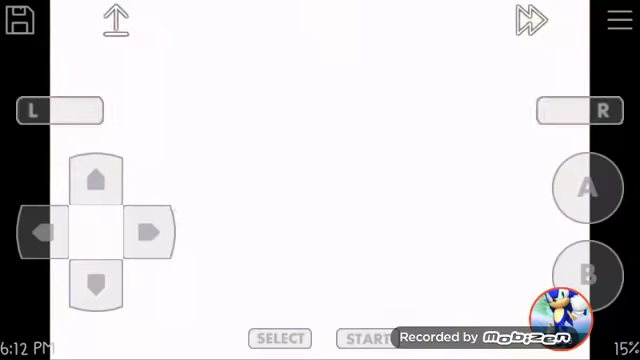 L
R
A
B
SELECT
START
Recorded by Mobizen
6:12 PM
15%